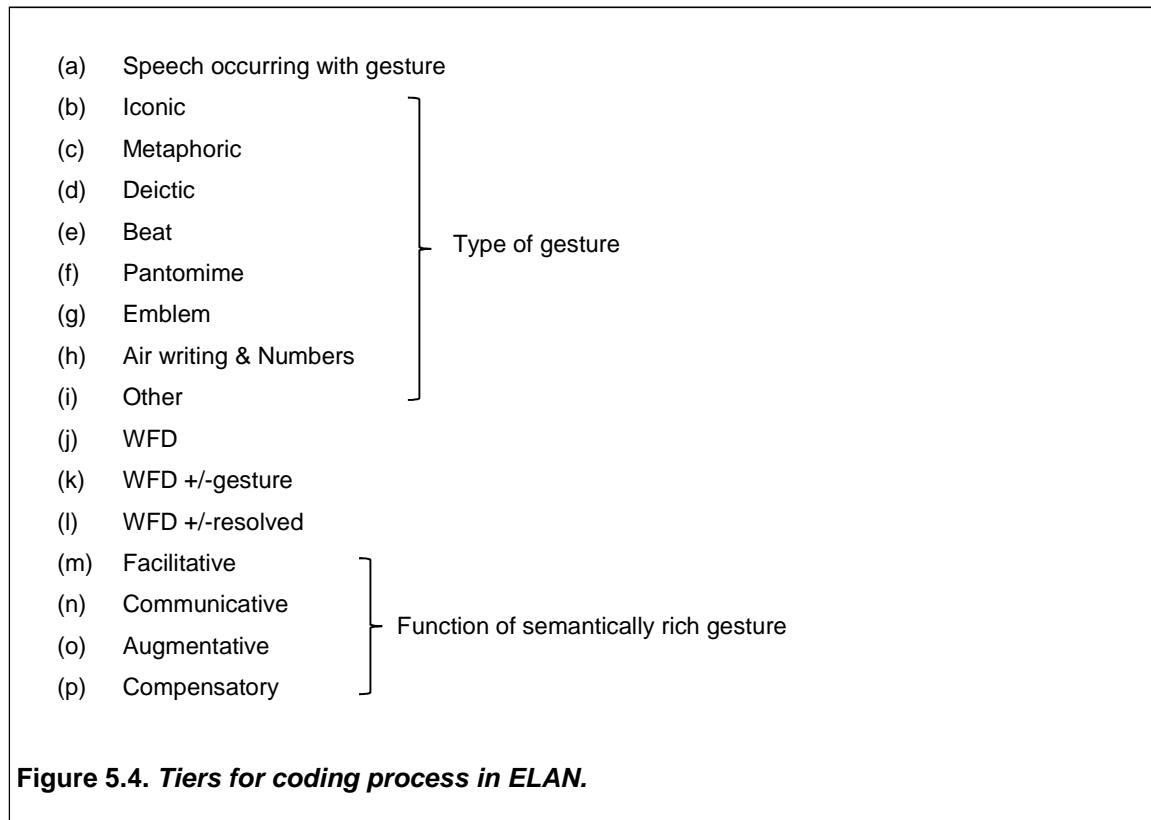 (a) Speech occurring with gesture
(b) Iconic
(c) Metaphoric
(d) Deictic
(e) Beat
Type of gesture
(f) Pantomime
(g) Emblem
(h) Air writing & Numbers
(i) Other
(j) WFD
(k) WFD +/-gesture
(l) WFD +/-resolved
(m) Facilitative
(n) Communicative
Function of semantically rich gesture
(o) Augmentative
(p) Compensatory
Figure 5.4. Tiers for coding process in ELAN.